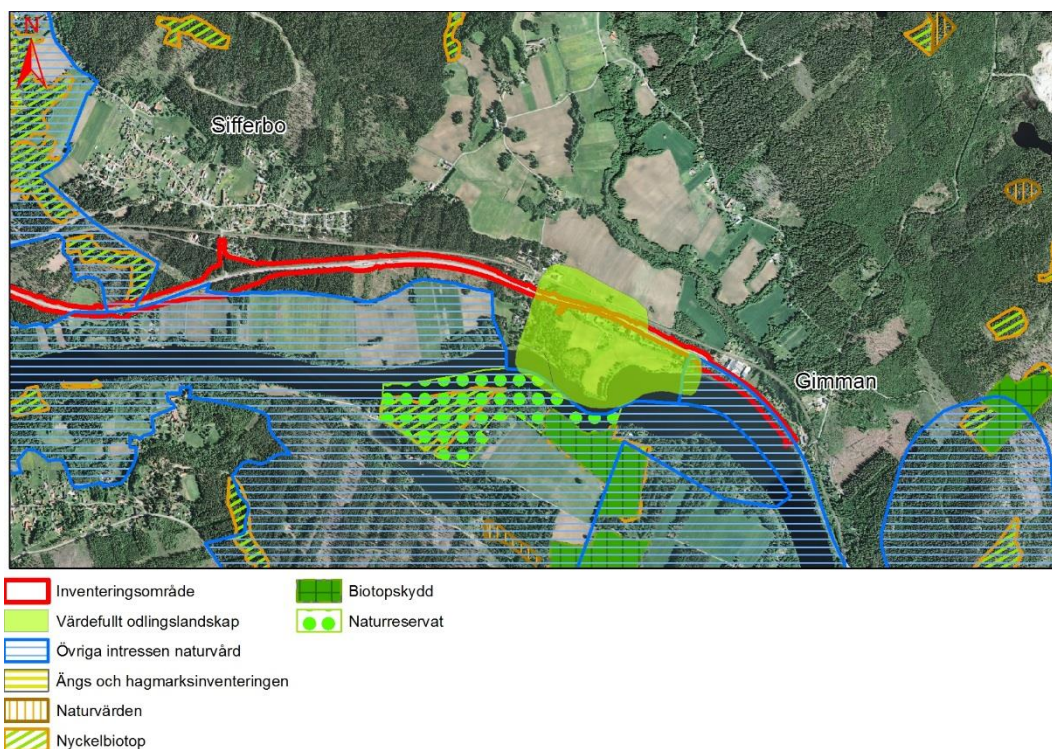 N
Sifferbo
Gimman
Inventeringsområde
Värdefullt odlingslandskap
Övriga intressen naturvård
Ängs och hagmarksinventeringen
Naturvärden
Nyckelbiotop
Biotopskydd
Naturreservat